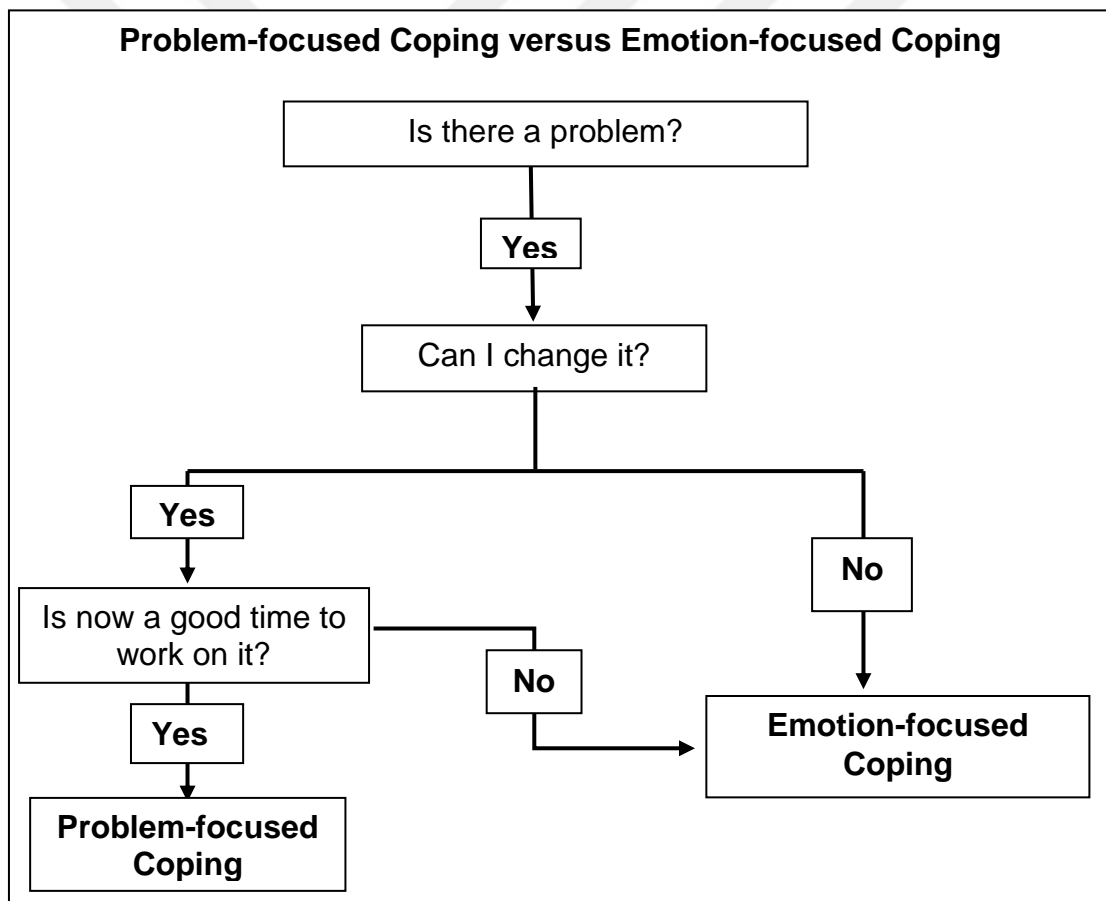 Problem-focused Coping versus Emotion-focused Coping
Is there a problem?
Yes
Can I change it?
Yes
No
Is now a good time to
work on it?
No
Yes
Emotion-focused
Coping
Problem-focused
Coping